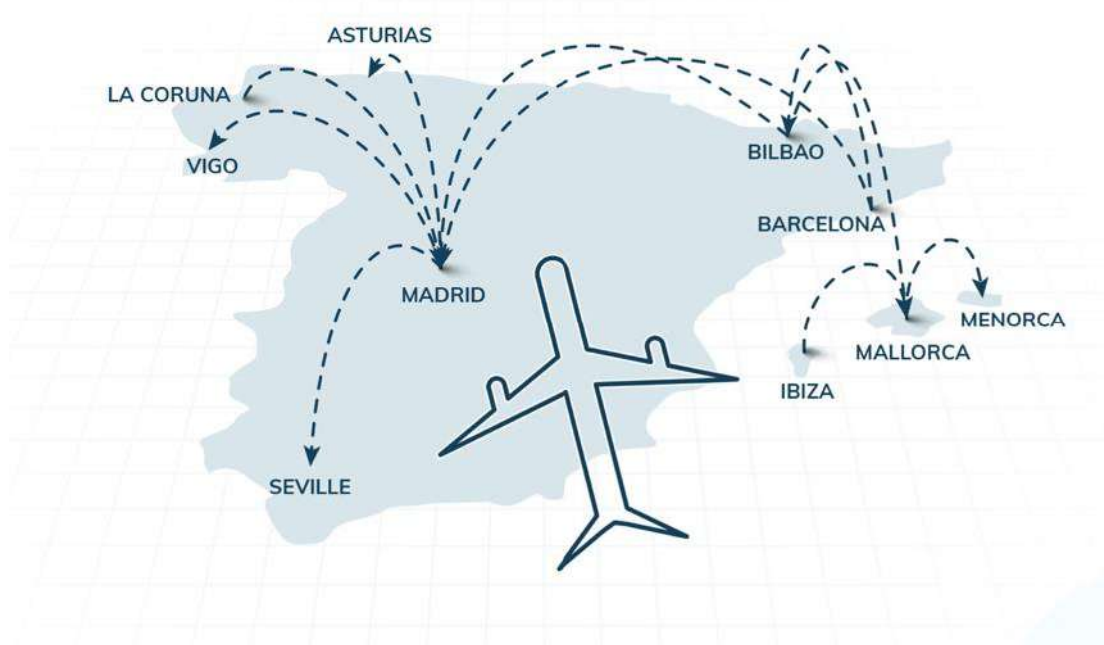 ASTURIAS
LA CORUNA
VIGO
BILBAO
BARCELONA
MADRID
MENORCA
MALLORCA
IBIZA
SEVILLE